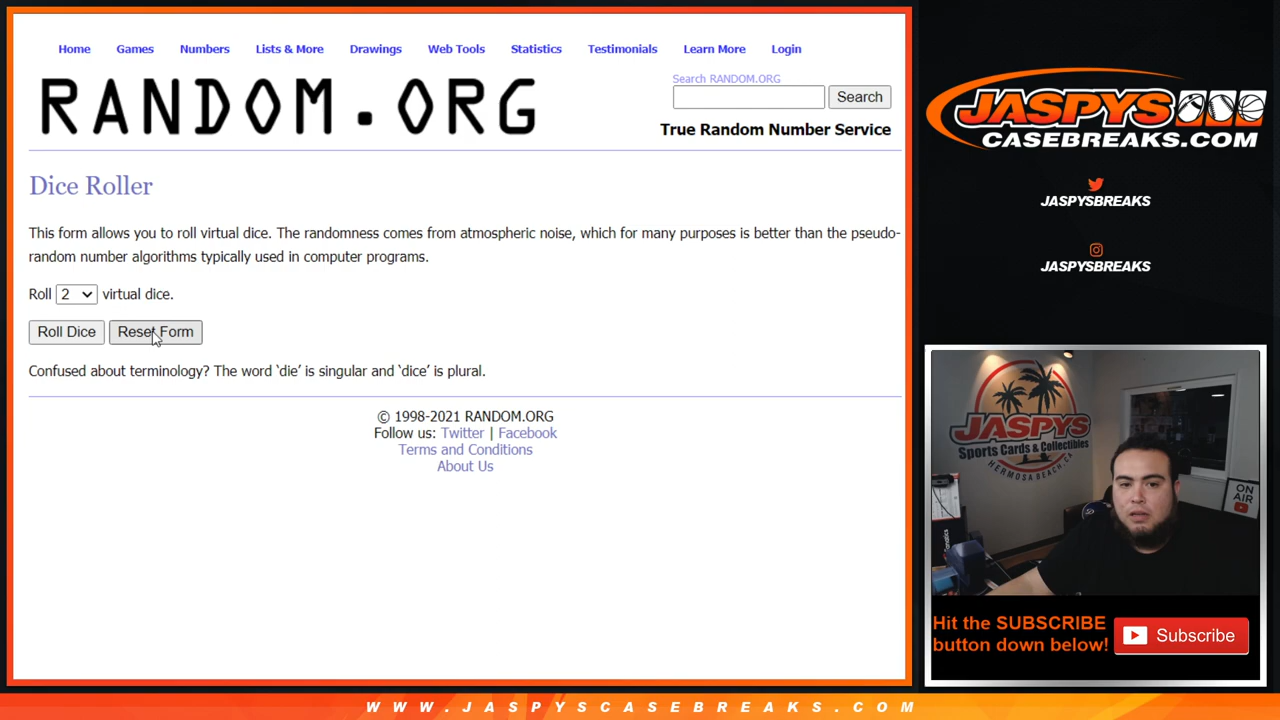 Home Games Numbers Lists & More Drawings Web Tools Statistics Testimonials Learn More Login
RANDOM.ORG
Search RANDOM.ORG
Search
True Random Number Service
Dice Roller
This form allows you to roll virtual dice. The randomness comes from atmospheric noise, which for many purposes is better than the pseudo-
random number algorithms typically used in computer programs.
Roll 2 virtual dice.
Roll Dice Reset Form
Confused about terminology? The word ‘die’ is singular and ‘dice’ is plural.
© 1998-2021 RANDOM.ORG
Follow us: Twitter | Facebook
Terms and Conditions
About Us
JASPYS
CASEBREAKS.COM
JASPYSBREAKS
JASPYSBREAKS
JASPYS
Sports Cards & Collectibles
HERMOSA BEACH, CA
ON
AIR
Hit the SUBSCRIBE
button down below!
Subscribe
WWW.JASPYSCASEBREAKS.COM